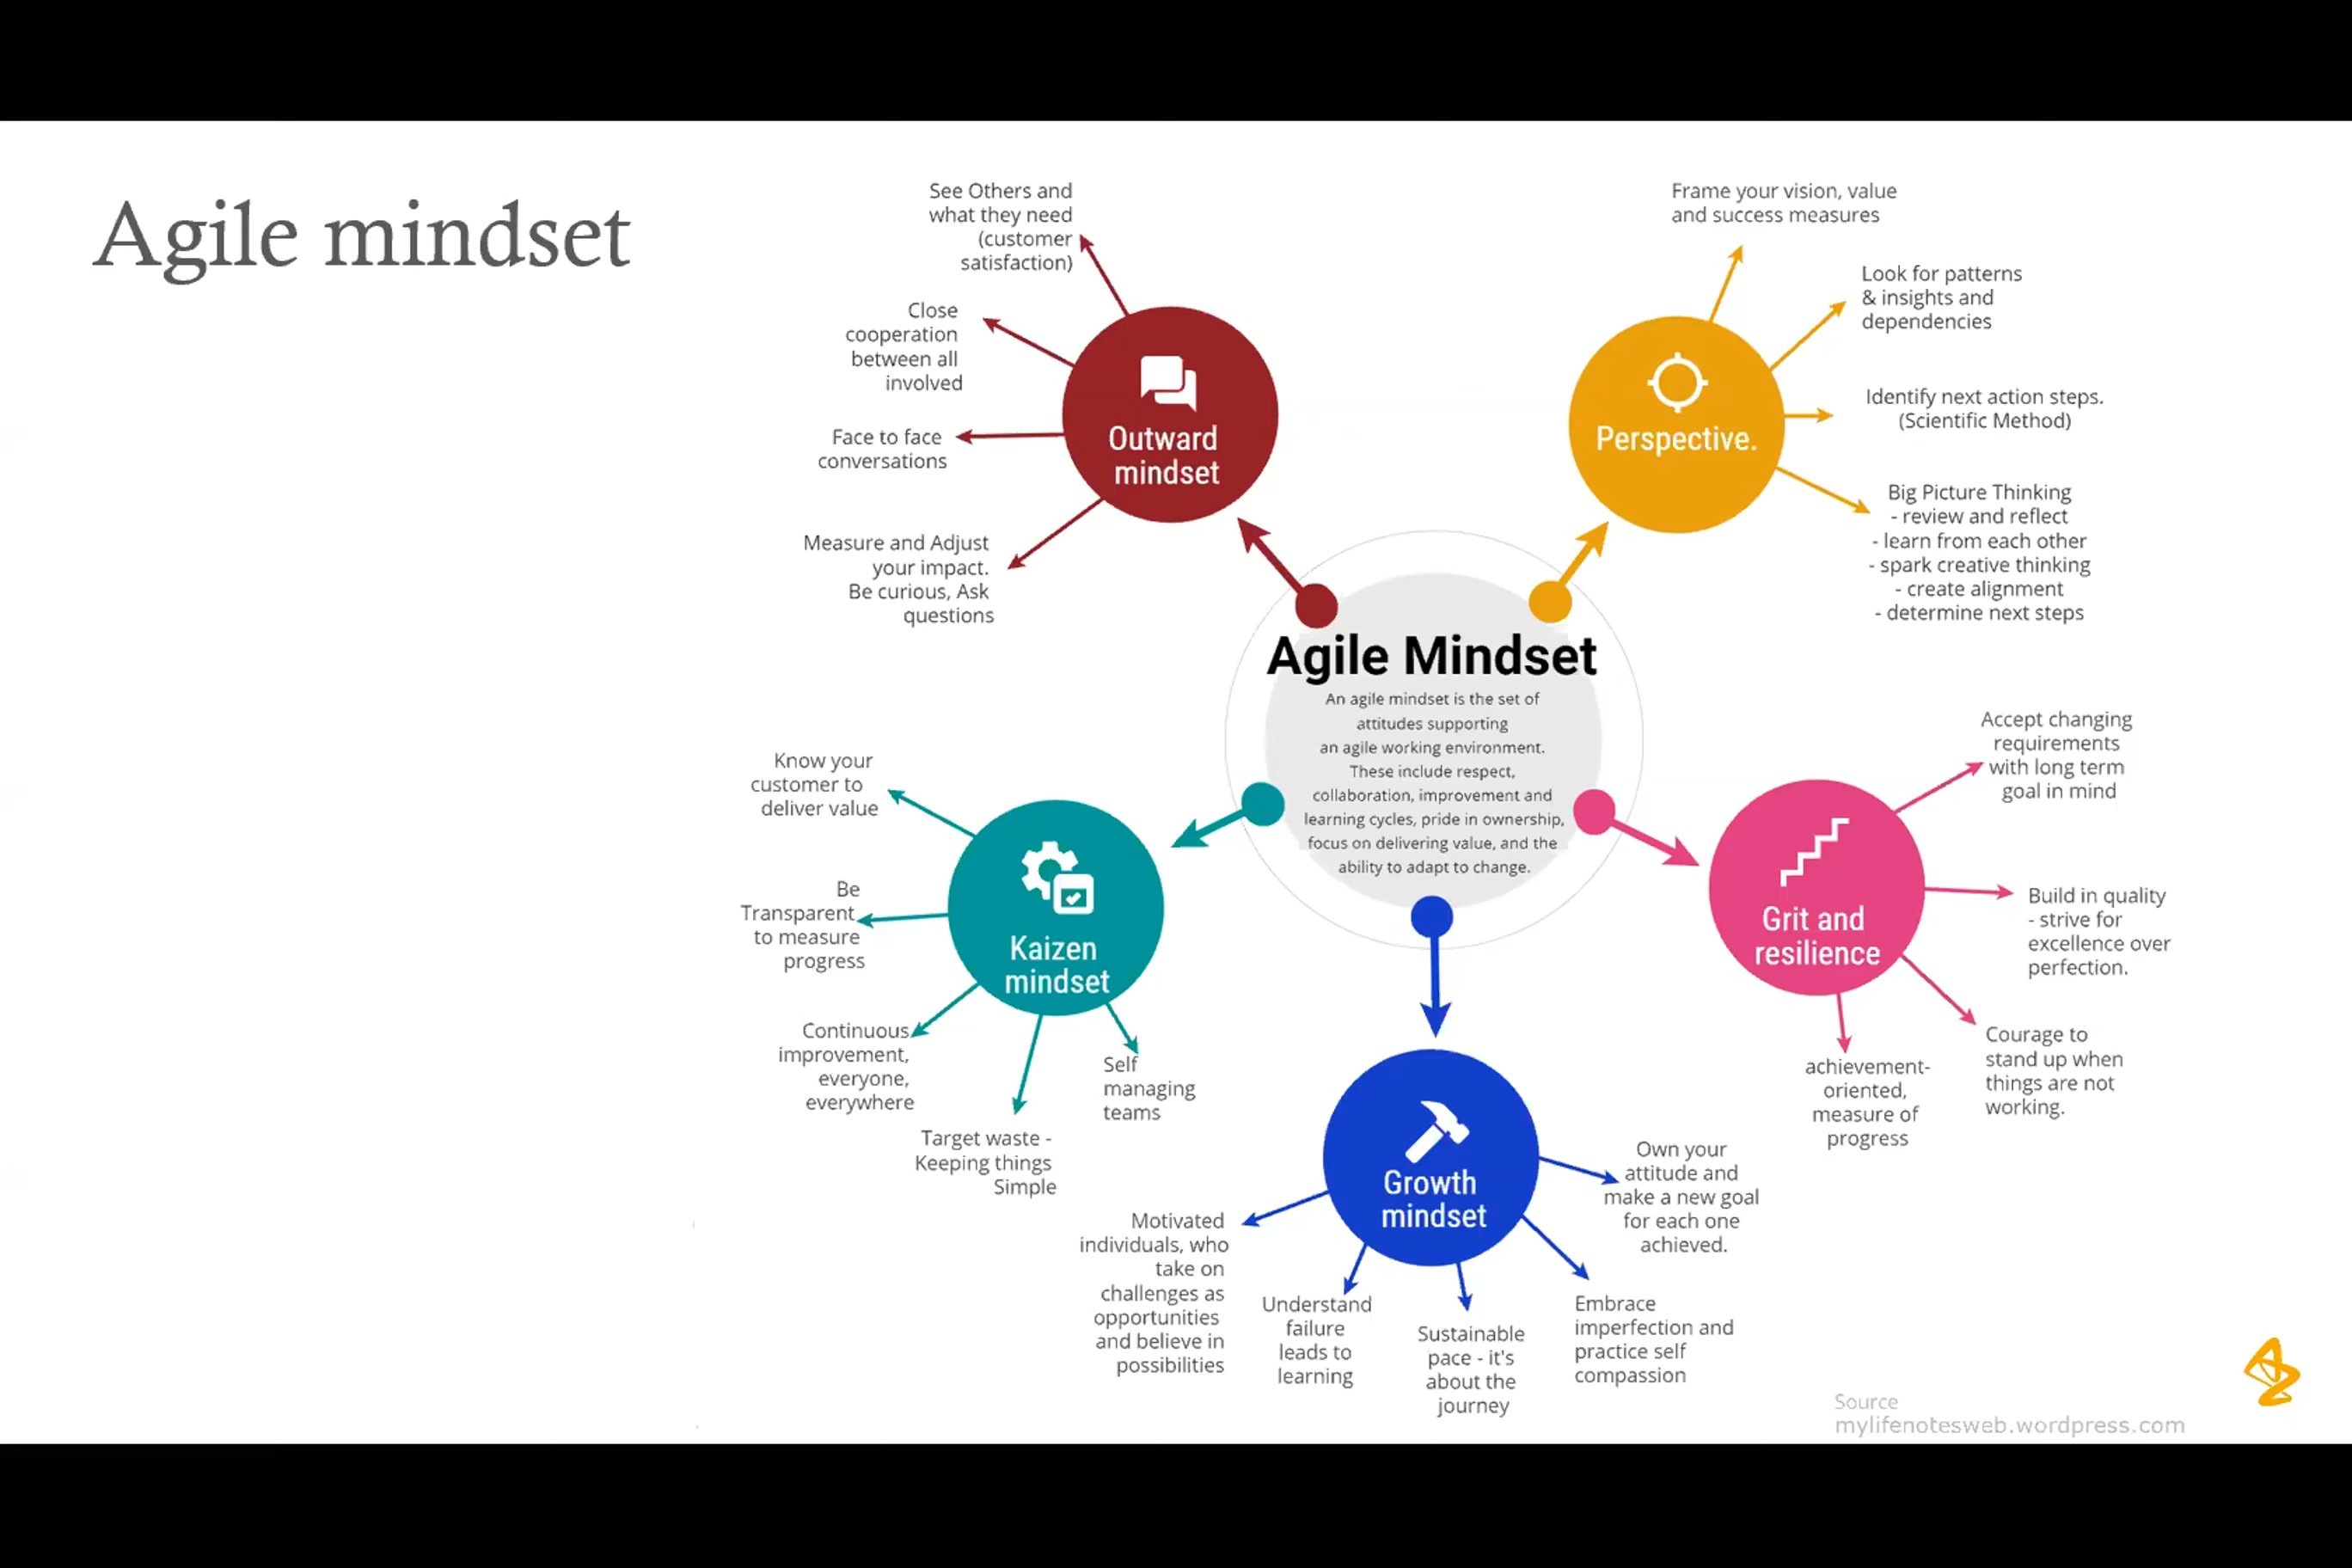 Agile mindset
See Others and
what they need
(customer
satisfaction)
Close
cooperation
between all
involved
Face to face
conversations
Measure and Adjust
your impact.
Be curious, Ask
questions
Outward
mindset
Frame your vision, value
and success measures
Look for patterns
& insights and
dependencies
Identify next action steps.
(Scientific Method)
Big Picture Thinking
- review and reflect
- learn from each other
- spark creative thinking
- create alignment
- determine next steps
Perspective.
Agile Mindset
An agile mindset is the set of
attitudes supporting
an agile working environment.
These include respect,
collaboration, improvement and
learning cycles, pride in ownership,
focus on delivering value, and the
ability to adapt to change.
Know your
customer to
deliver value
Be
Transparent
to measure
progress
Continuous
improvement,
everyone,
everywhere
Target waste -
Keeping things
Simple
Self
managing
teams
Kaizen
mindset
Accept changing
requirements
with long term
goal in mind
Build in quality
- strive for
excellence over
perfection.
Courage to
stand up when
things are not
working.
achievement-
oriented,
measure of
progress
Grit and
resilience
Growth
mindset
Motivated
individuals, who
take on
challenges as
opportunities
and believe in
possibilities
Understand
failure
leads to
learning
Sustainable
pace - it's
about the
journey
Embrace
imperfection and
practice self
compassion
Own your
attitude and
make a new goal
for each one
achieved.
Source
mylifenotesweb.wordpress.com